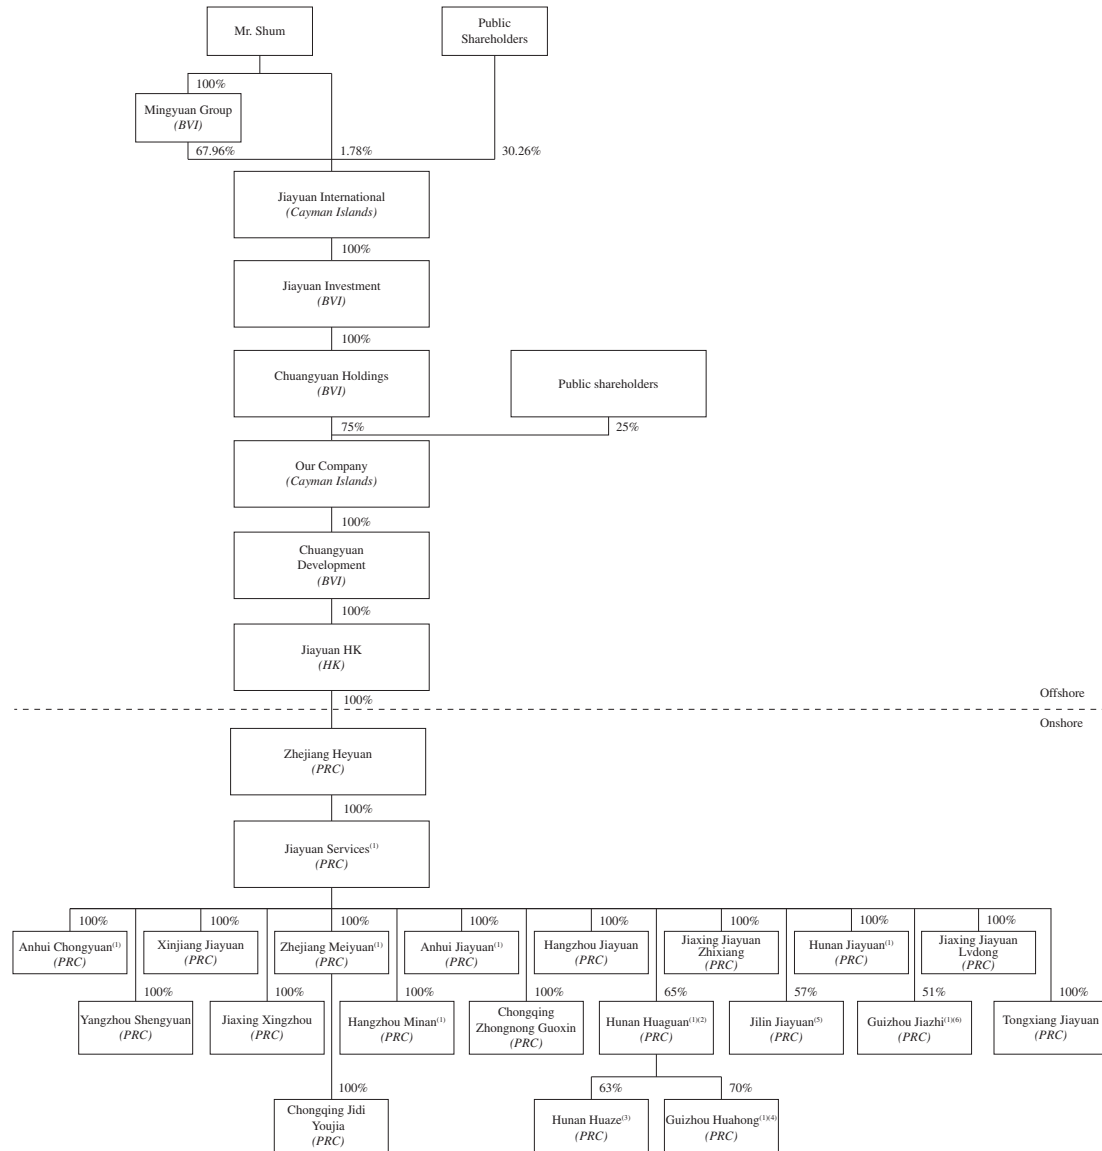 Mr. Shum
Public
Shareholders
100%
Mingyuan Group
(BVI)
67.96%
1.78%
30.26%
Jiayuan International
(Cayman Islands)
100%
Jiayuan Investment
(BVI)
100%
Chuangyuan Holdings
(BVI)
Public shareholders
75%
25%
Our Company
(Cayman Islands)
100%
Chuangyuan
Development
(BVI)
100%
Jiayuan HK
(HK)
100%
Offshore
Onshore
Zhejiang Heyuan
(PRC)
100%
Jiayuan Services(1)
(PRC)
100%
Anhui Chongyuan(1)
(PRC)
100%
Xinjiang Jiayuan
(PRC)
100%
Zhejiang Meiyuan(1)
(PRC)
100%
Anhui Jiayuan(1)
(PRC)
100%
Hangzhou Jiayuan
(PRC)
100%
Jiaxing Jiayuan
Zhixiang
(PRC)
100%
Hunan Jiayuan(1)
(PRC)
100%
Jiaxing Jiayuan
Lvdong
(PRC)
100%
Yangzhou Shengyuan
(PRC)
100%
Jiaxing Xingzhou
(PRC)
100%
Hangzhou Minan(1)
(PRC)
100%
Chongqing
Zhongnong Guoxin
(PRC)
65%
Hunan Huaguan(1)(2)
(PRC)
57%
Jilin Jiayuan(5)
(PRC)
51%
Guizhou Jiazhi(1)(6)
(PRC)
100%
Tongxiang Jiayuan
(PRC)
100%
Chongqing Jidi
Youjia
(PRC)
63%
Hunan Huaze(3)
(PRC)
70%
Guizhou Huahong(1)(4)
(PRC)